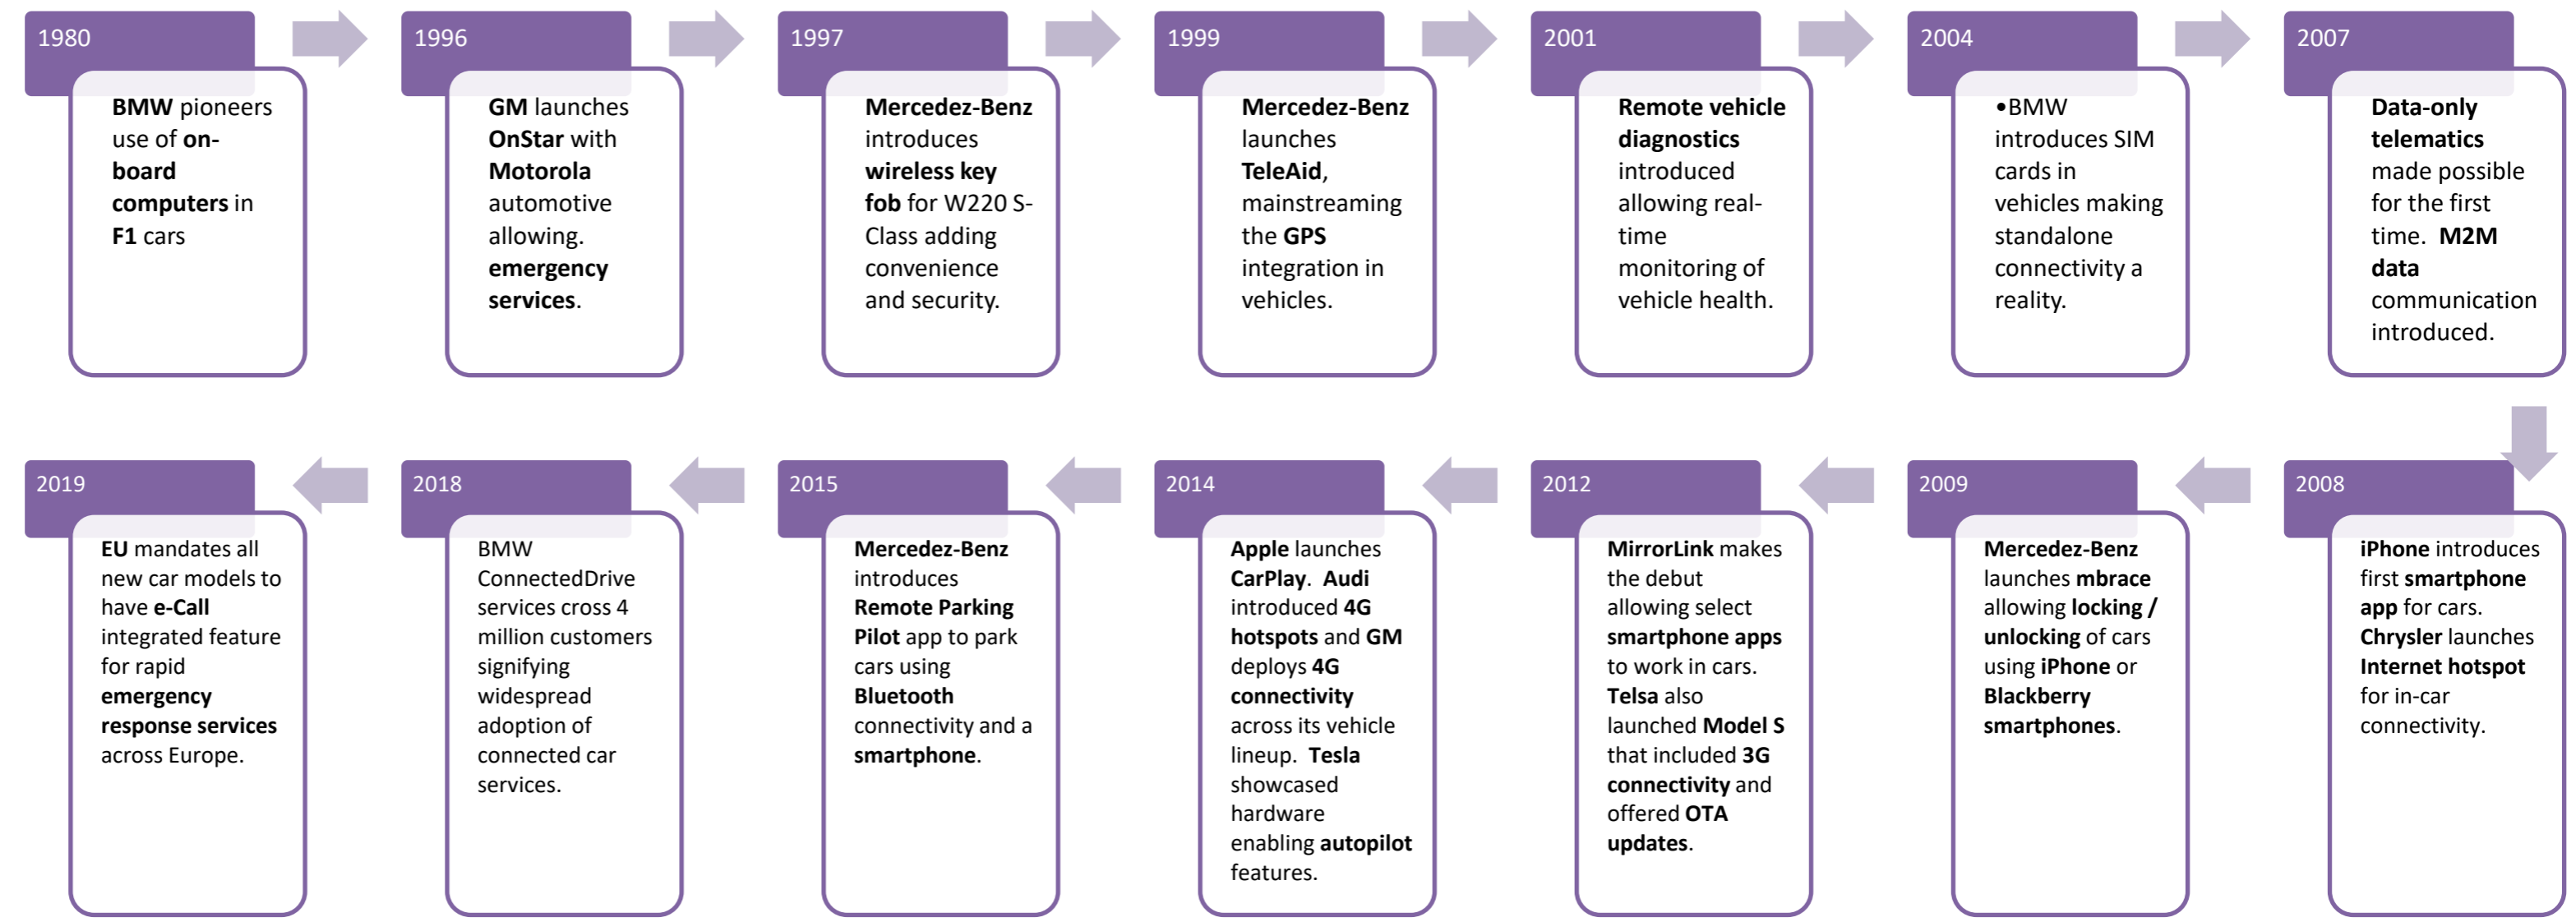 1980
BMW pioneers
use of on-
board
computers in
F1 cars
1996
GM launches
OnStar with
Motorola
automotive
allowing.
emergency
services.
1997
Mercedez-Benz
introduces
wireless key
fob for W220 S-
Class adding
convenience
and security.
1999
Mercedez-Benz
launches
TeleAid,
mainstreaming
the GPS
integration in
vehicles.
2001
Remote vehicle
diagnostics
introduced
allowing real-
time
monitoring of
vehicle health.
2004
•BMW
introduces SIM
cards in
vehicles making
standalone
connectivity a
reality.
2007
Data-only
telematics
made possible
for the first
time. M2M
data
communication
introduced.
2008
iPhone introduces
first smartphone
app for cars.
Chrysler launches
Internet hotspot
for in-car
connectivity.
2009
Mercedez-Benz
launches mbrace
allowing locking /
unlocking of cars
using iPhone or
Blackberry
smartphones.
2012
MirrorLink makes
the debut
allowing select
smartphone apps
to work in cars.
Telsa also
launched Model S
that included 3G
connectivity and
offered OTA
updates.
2014
Apple launches
CarPlay. Audi
introduced 4G
hotspots and GM
deploys 4G
connectivity
across its vehicle
lineup. Tesla
showcased
hardware
enabling autopilot
features.
2015
Mercedez-Benz
introduces
Remote Parking
Pilot app to park
cars using
Bluetooth
connectivity and a
smartphone.
2018
BMW
ConnectedDrive
services cross 4
million customers
signifying
widespread
adoption of
connected car
services.
2019
EU mandates all
new car models to
have e-Call
integrated feature
for rapid
emergency
response services
across Europe.